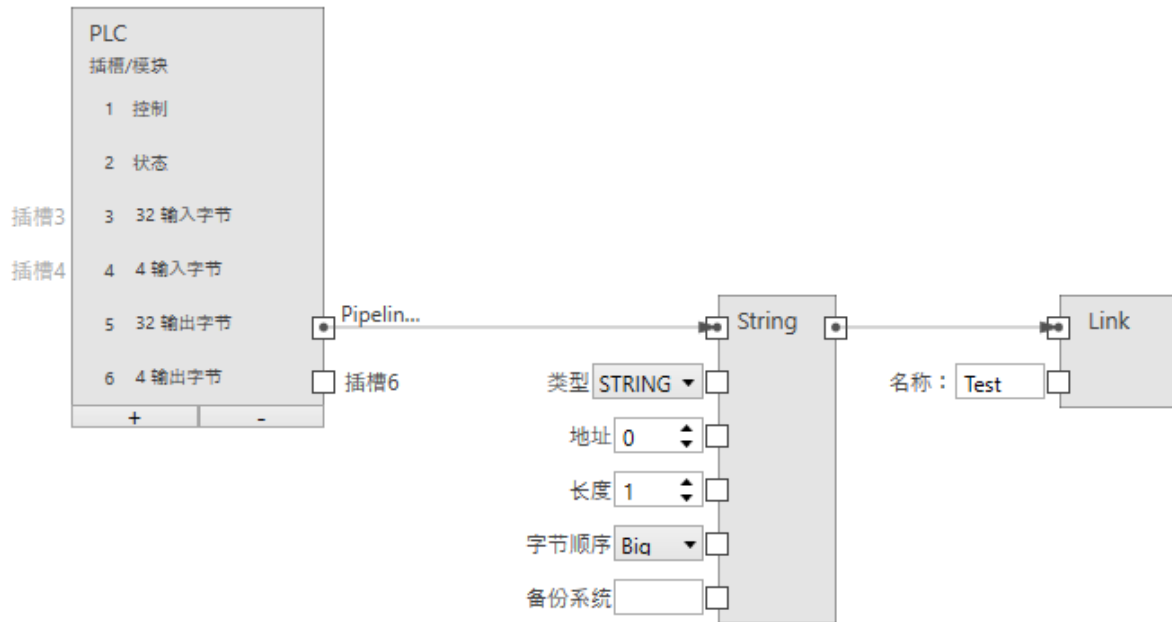 PLC
插槽/模块
1 控制
2 状态
插槽3 3 32 输入字节
插槽4 4 4 输入字节
5 32 输出字节 Pipelin... String Link
6 4 输出字节 插槽6 类型 STRING 名称： Test
+ -
地址 0
长度 1
字节顺序 Big
备份系统